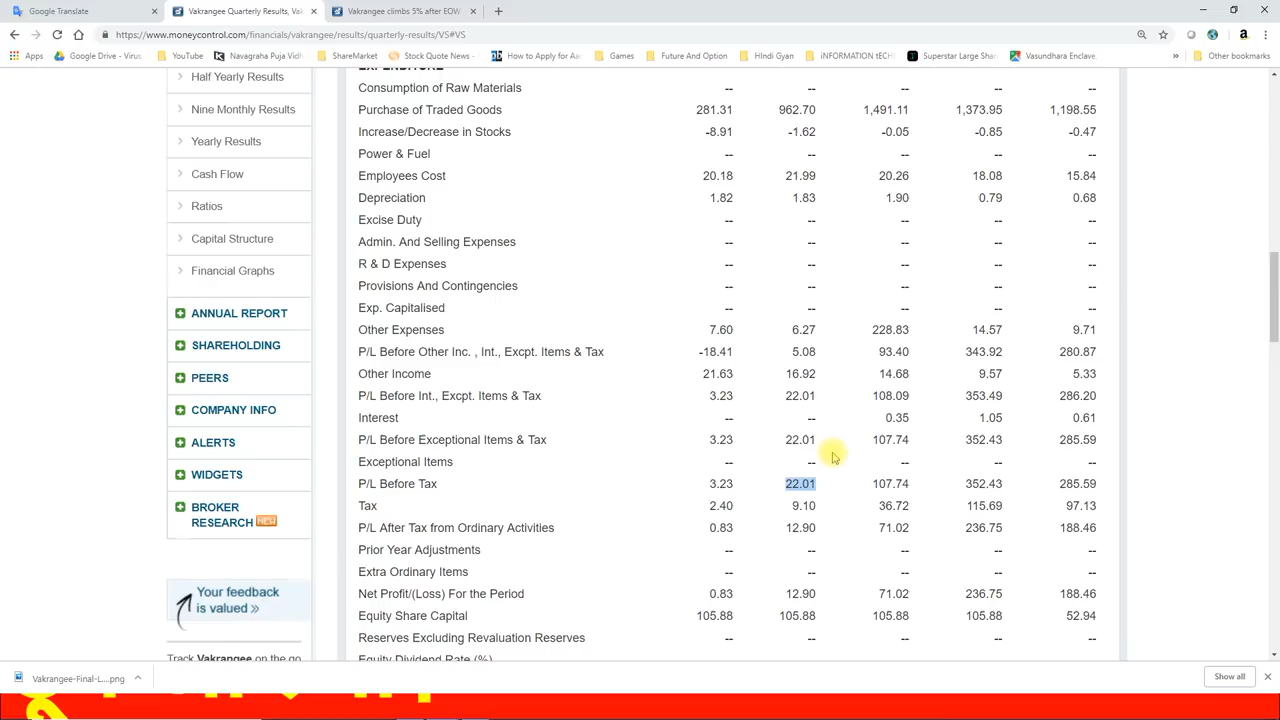 Google Translate
Vakrangee Quarterly Results, Vak
Vakrangee climbs 5% after EOW
https://www.moneycontrol.com/financials/vakrangee/results/quarterly-results/VS#VS
Apps Google Drive - Virus YouTube Navagraha Puja Vidh ShareMarket Stock Quote Summ How to Apply for Aad Games Future And Option HIndi Gyan iNFORMATION tECH Superstar Large Shar Vasundhara Enclave, » Other bookmarks
Half Yearly Results
Nine Monthly Results
Yearly Results
Cash Flow
Ratios
Capital Structure
Financial Graphs
ANNUAL REPORT
SHAREHOLDING
PEERS
COMPANY INFO
ALERTS
WIDGETS
BROKER
RESEARCH NEW
Your feedback
is valued »
Track Vakrangee on the go
EXPENDITURE
Consumption of Raw Materials -- -- -- -- --
Purchase of Traded Goods 281.31 962.70 1,491.11 1,373.95 1,198.55
Increase/Decrease in Stocks -8.91 -1.62 -0.05 -0.85 -0.47
Power & Fuel -- -- -- -- --
Employees Cost 20.18 21.99 20.26 18.08 15.84
Depreciation 1.82 1.83 1.90 0.79 0.68
Excise Duty -- -- -- -- --
Admin. And Selling Expenses -- -- -- -- --
R & D Expenses -- -- -- -- --
Provisions And Contingencies -- -- -- -- --
Exp. Capitalised -- -- -- -- --
Other Expenses 7.60 6.27 228.83 14.57 9.71
P/L Before Other Inc. , Int., Excpt. Items & Tax -18.41 5.08 93.40 343.92 280.87
Other Income 21.63 16.92 14.68 9.57 5.33
P/L Before Int., Excpt. Items & Tax 3.23 22.01 108.09 353.49 286.20
Interest -- -- 0.35 1.05 0.61
P/L Before Exceptional Items & Tax 3.23 22.01 107.74 352.43 285.59
Exceptional Items -- -- -- -- --
P/L Before Tax 3.23 22.01 107.74 352.43 285.59
Tax 2.40 9.10 36.72 115.69 97.13
P/L After Tax from Ordinary Activities 0.83 12.90 71.02 236.75 188.46
Prior Year Adjustments -- -- -- -- --
Extra Ordinary Items -- -- -- -- --
Net Profit/(Loss) For the Period 0.83 12.90 71.02 236.75 188.46
Equity Share Capital 105.88 105.88 105.88 105.88 52.94
Reserves Excluding Revaluation Reserves -- -- -- -- --
Equity Dividend Rate (%)
Vakrangee-Final-L....png
Show all